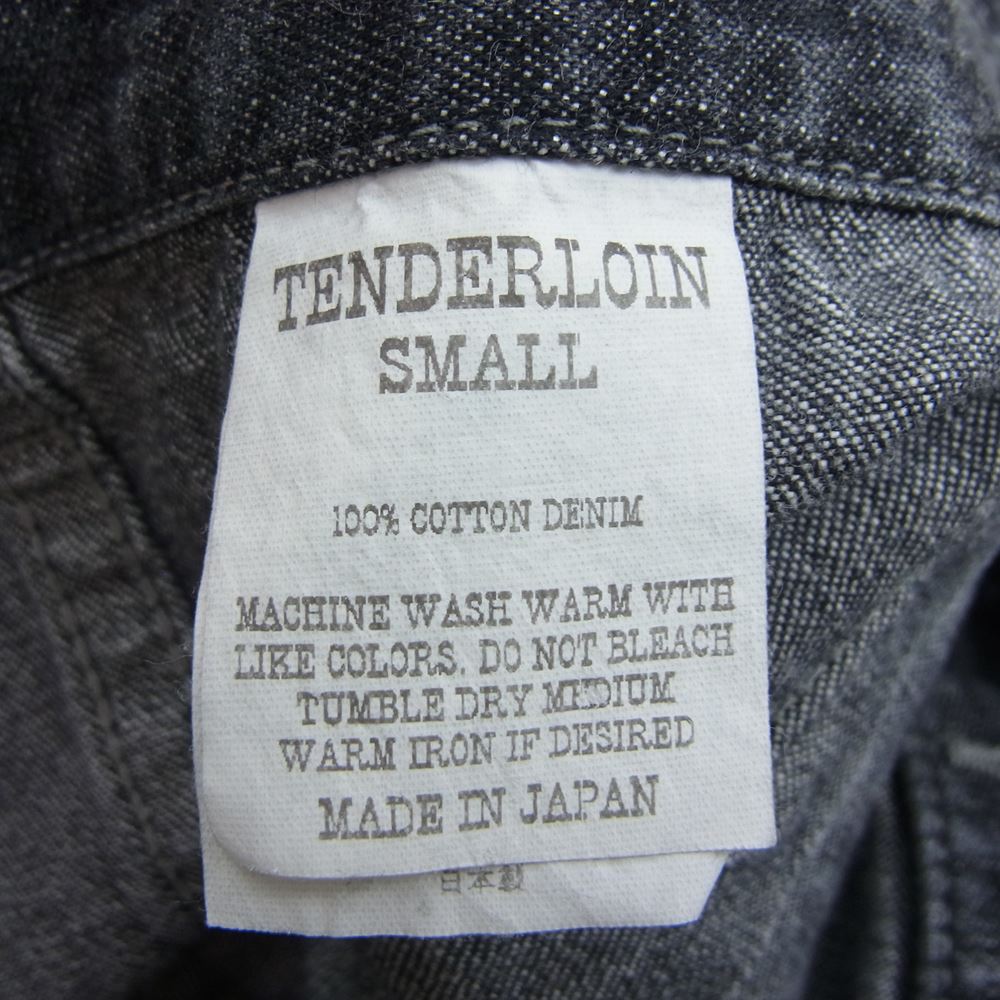 TENDERLOIN
SMALL
100% COTTON DENIM
MACHINE WASH WARM WITH
LIKE COLORS. DO NOT BLEACH
TUMBLE DRY MEDIUM
WARM IRON IF DESIRED
MADE IN JAPAN
日本製